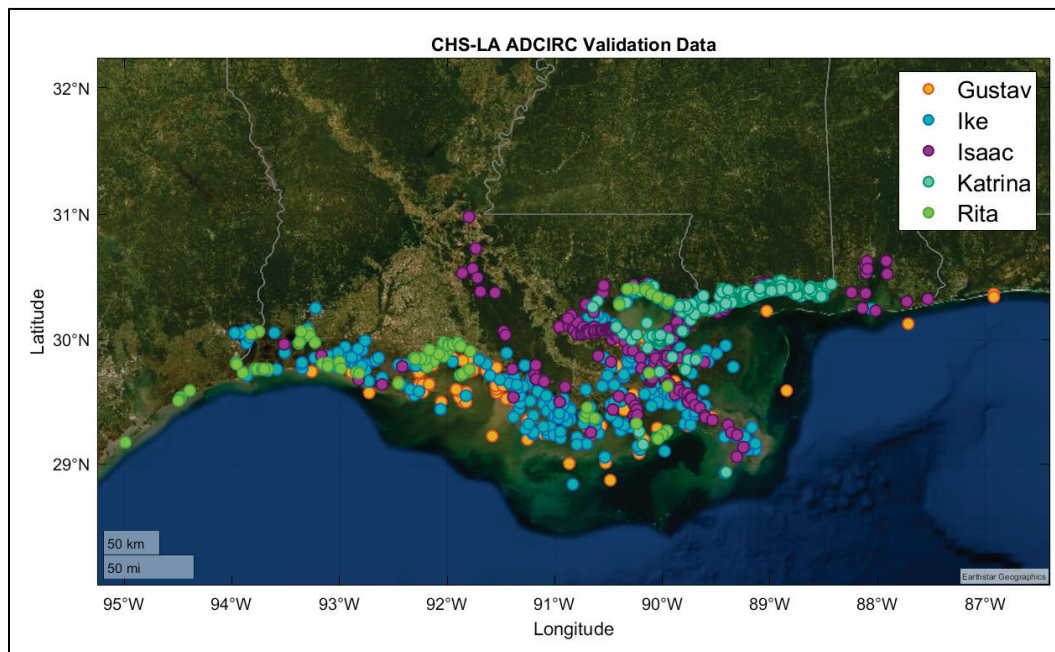 CHS-LA ADCIRC Validation Data
Gustav
Ike
Isaac
Katrina
Rita
Latitude
32°N
31°N
30°N
29°N
50 km
50 mi
Earthstar Geographics
95°W 94°W 93°W 92°W 91°W 90°W 89°W 88°W 87°W
Longitude